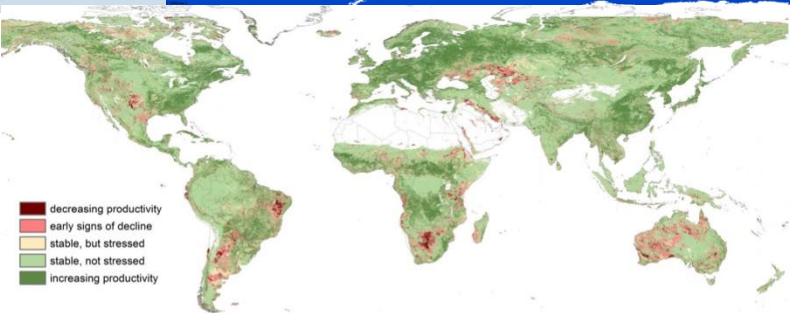 decreasing productivity
early signs of decline
stable, but stressed
stable, not stressed
increasing productivity